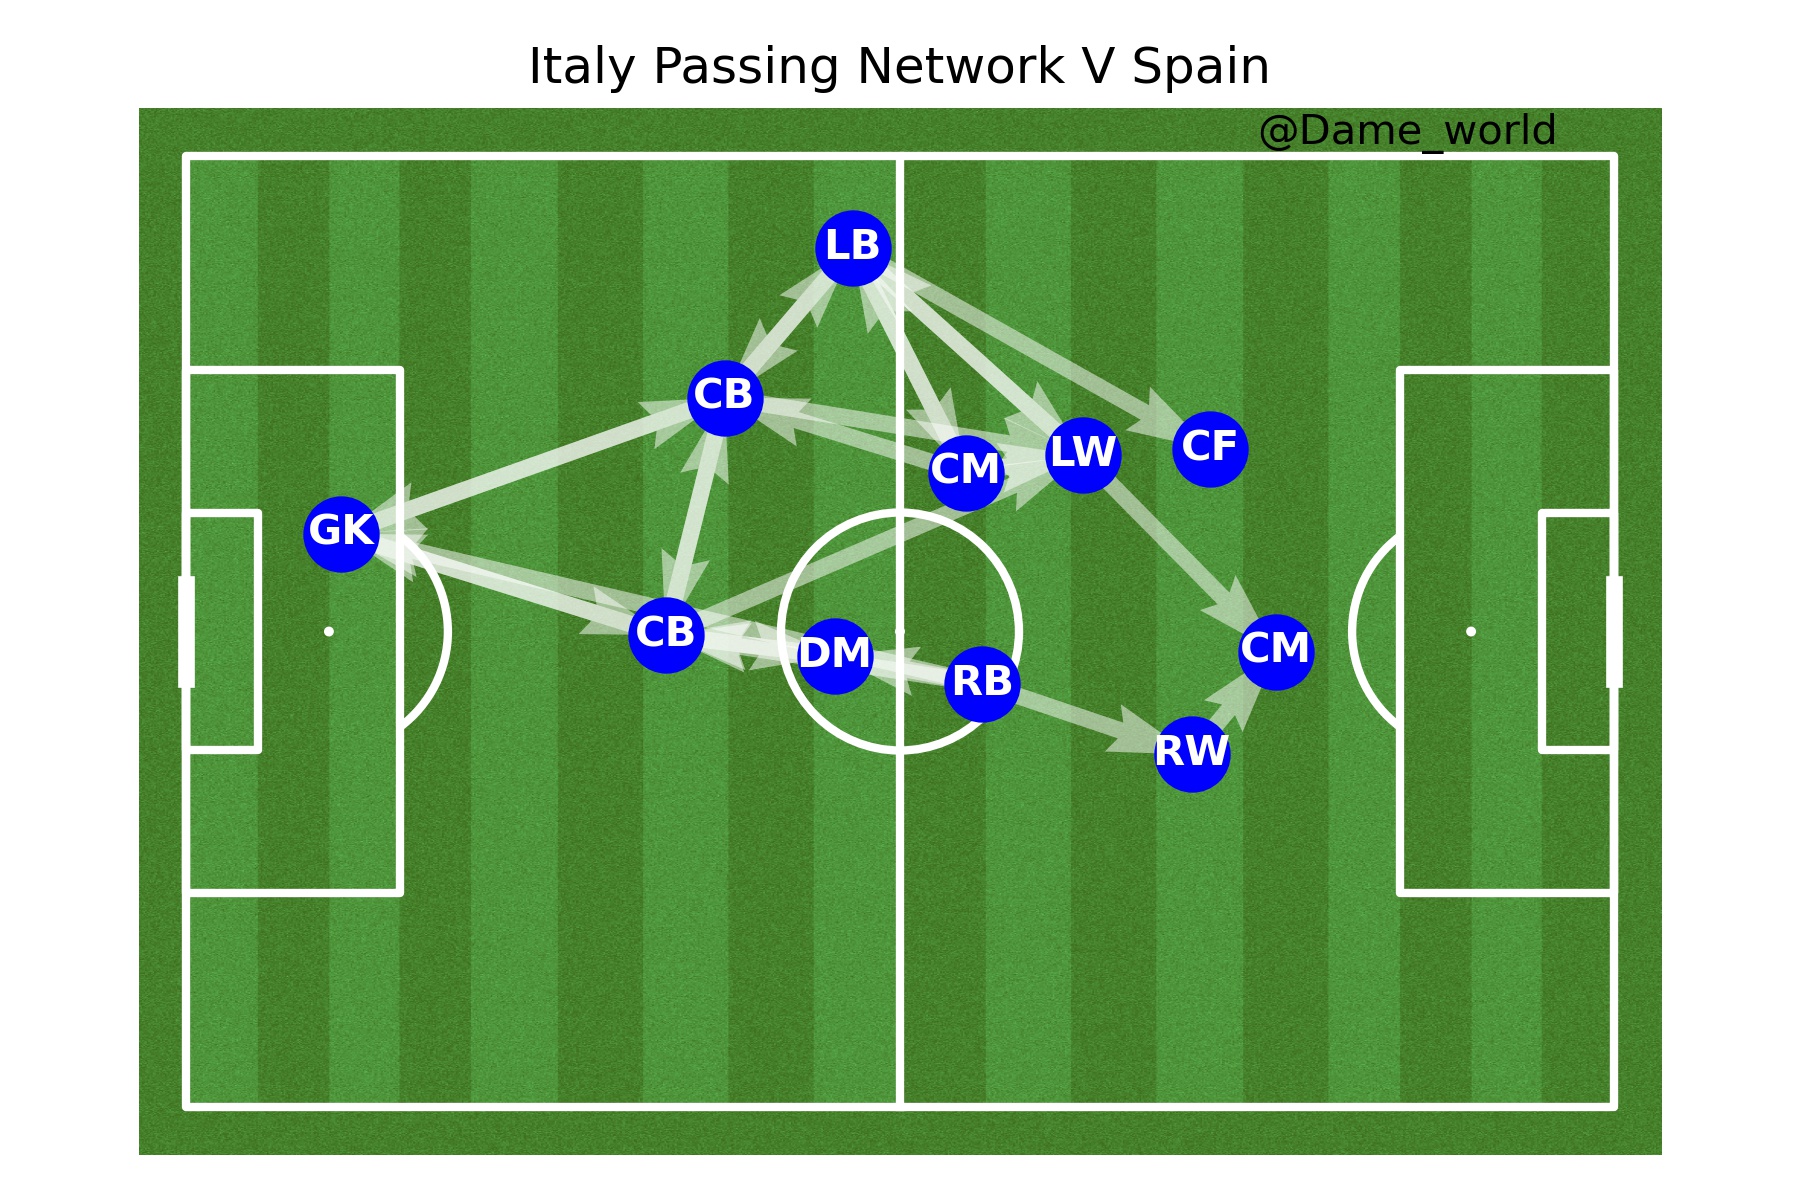 Italy Passing Network V Spain
@Dame_world
LB
CB
CF
LW
CM
GK
CB
DM
CM
RB
RW